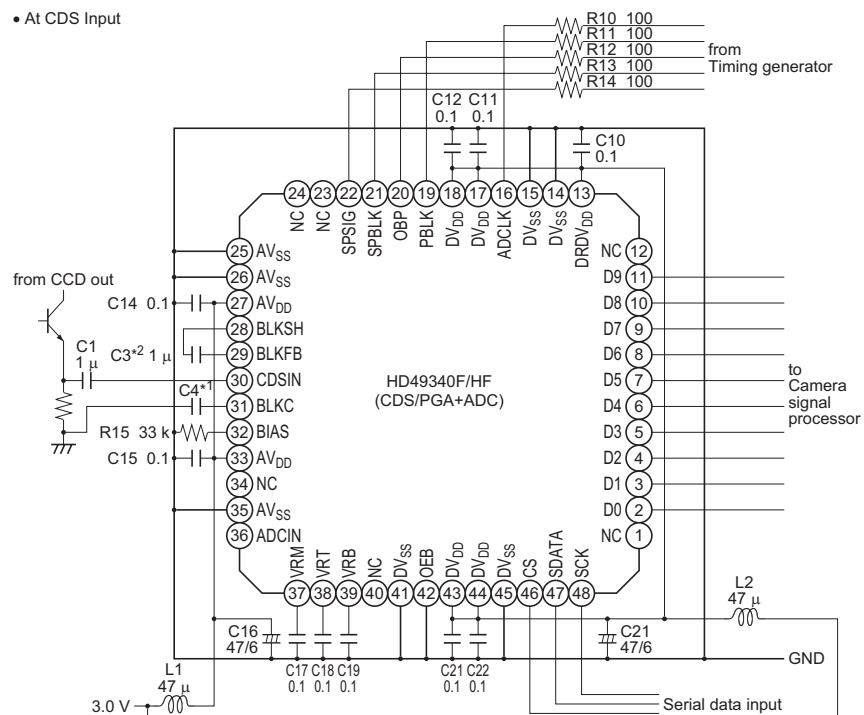 • At CDS Input
R10 100
R11 100
R12 100
R13 100
R14 100
from
Timing generator
C12
0.1
C11
0.1
C10
0.1
24
23
22
21
20
19
18
17
16
15
14
13
NC
NC
SPSIG
SPBLK
OBP
PBLK
DVDD
DVDD
ADCLK
DVSS
DVSS
DRDVDD
25 AVSS
26 AVSS
C14 0.1
27 AVDD
28 BLKSH
C3*2 1 μ
29 BLKFB
from CCD out
C1
1 μ
30 CDSIN
C4*1
31 BLKC
R15 33 k
32 BIAS
C15 0.1
33 AVDD
34 NC
35 AVSS
36 ADCIN
HD49340F/HF
(CDS/PGA+ADC)
NC 12
D9 11
D8 10
D7 9
D6 8
D5 7
D4 6
D3 5
D2 4
D1 3
D0 2
NC 1
to
Camera
signal
processor
VRM
VRT
VRB
NC
DVSS
OEB
DVDD
DVDD
DVSS
CS
SDATA
SCK
37
38
39
40
41
42
43
44
45
46
47
48
L2
47 μ
C16
47/6
C17
0.1
C18
0.1
C19
0.1
C21
0.1
C22
0.1
C21
47/6
GND
L1
47 μ
3.0 V
Serial data input